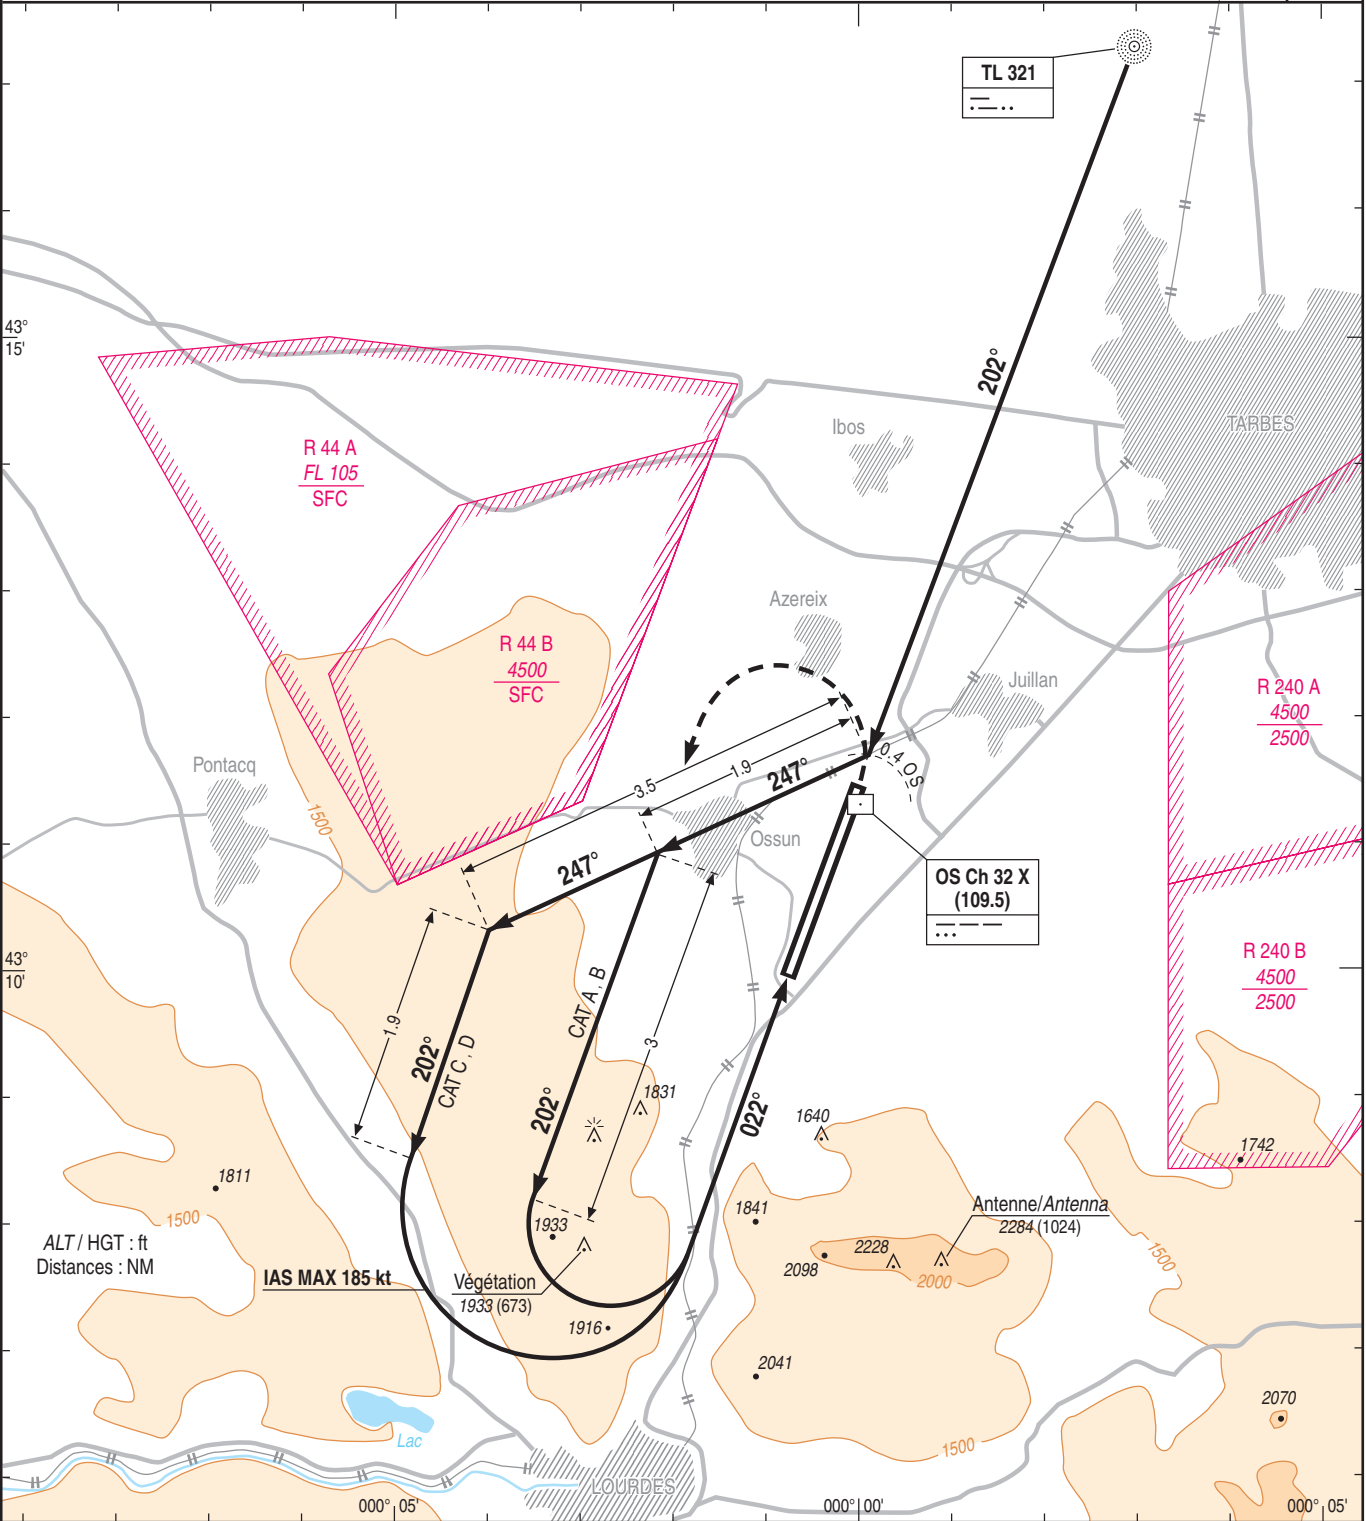 TL 321
43°
15'
202°
TARBES
Ibos
R 44 A
FL 105
SFC
Azereix
R 44 B
4500
SFC
Juillan
R 240 A
4500
2500
Pontacq
0.4 OS
3.5
1.9
247°
1500
Ossun
247°
OS Ch 32 X
(109.5)
43°
10'
R 240 B
4500
2500
CAT A, B
1.9
202°
CAT C, D
3
1831
202°
022°
1640
1742
1811
1500
1841
Antenne/Antenna
2284 (1024)
1933
ALT / HGT : ft
Distances : NM
2228
2098
2000
1500
IAS MAX 185 kt
Végétation
1933 (673)
1916
2041
2070
Lac
1500
LOURDES
000° 05'
000° 00'
000° 05'